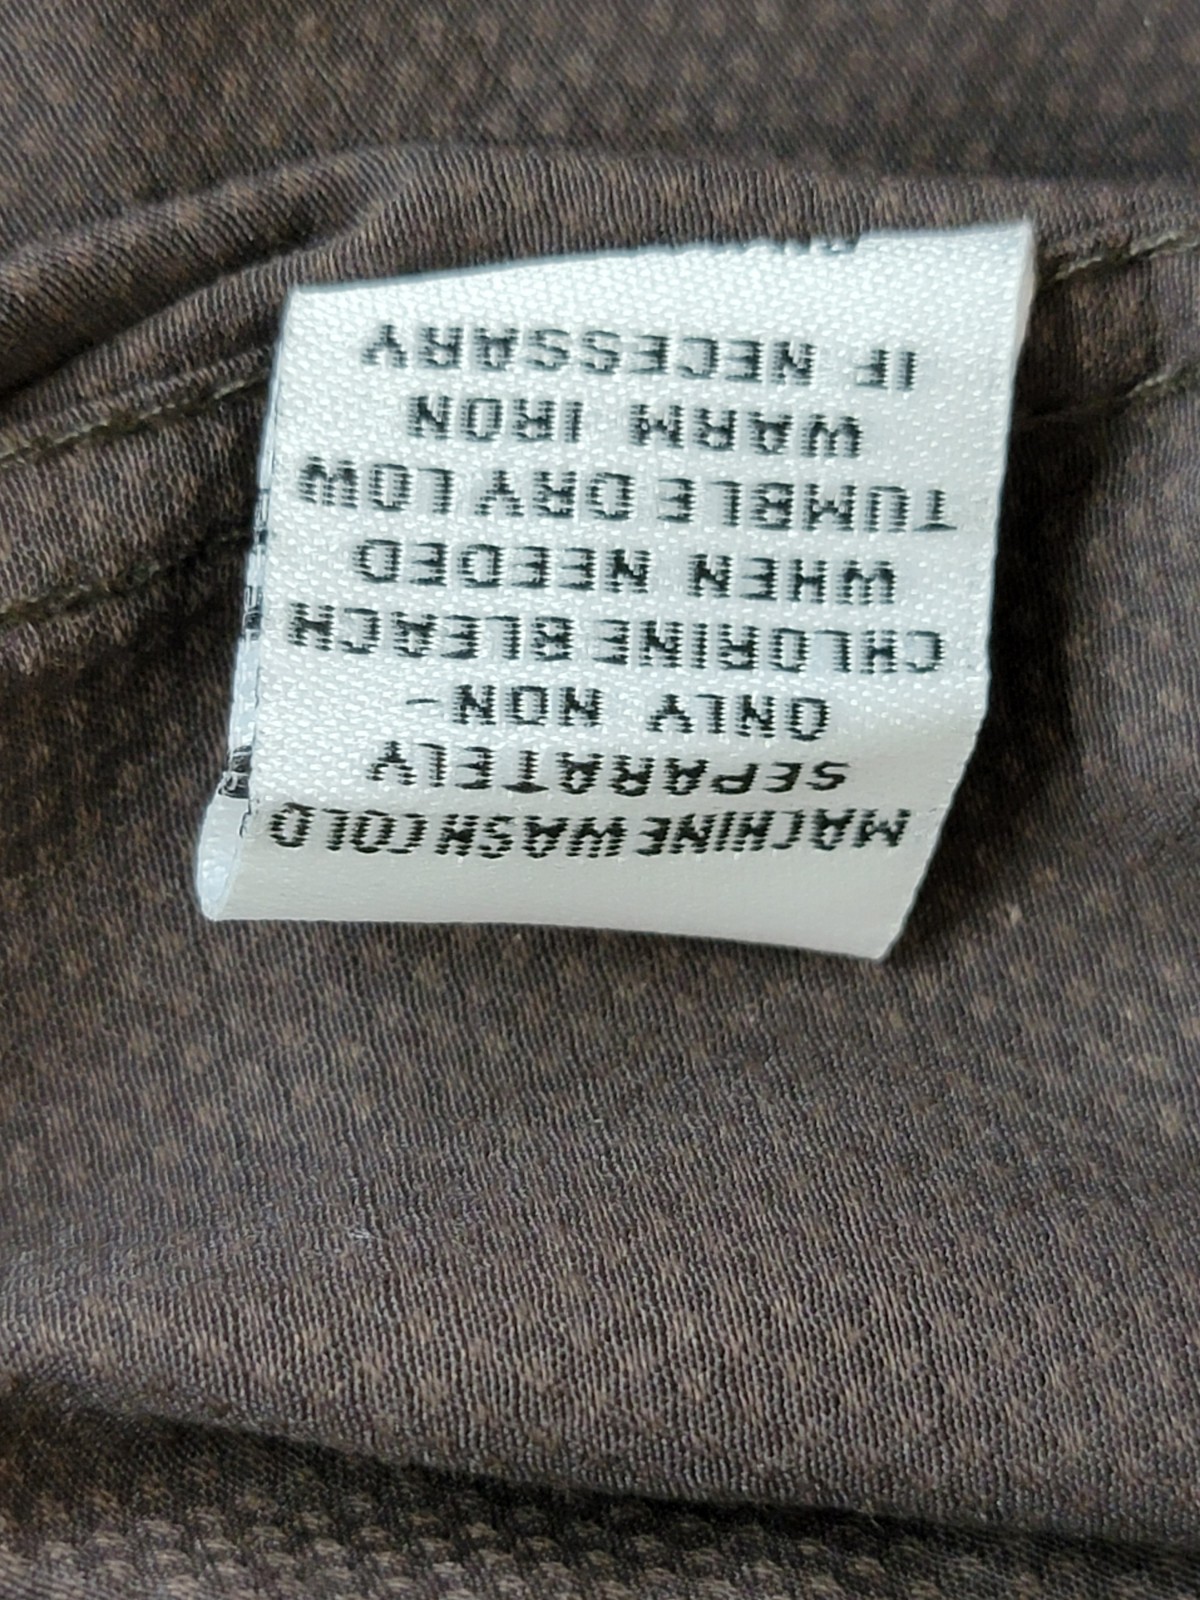 MACHINE WASH COLD
SEPARATELY
ONLY NON-
CHLORINE BLEACH
WHEN NEEDED
TUMBLE DRY LOW
WARM IRON
IF NECESSARY